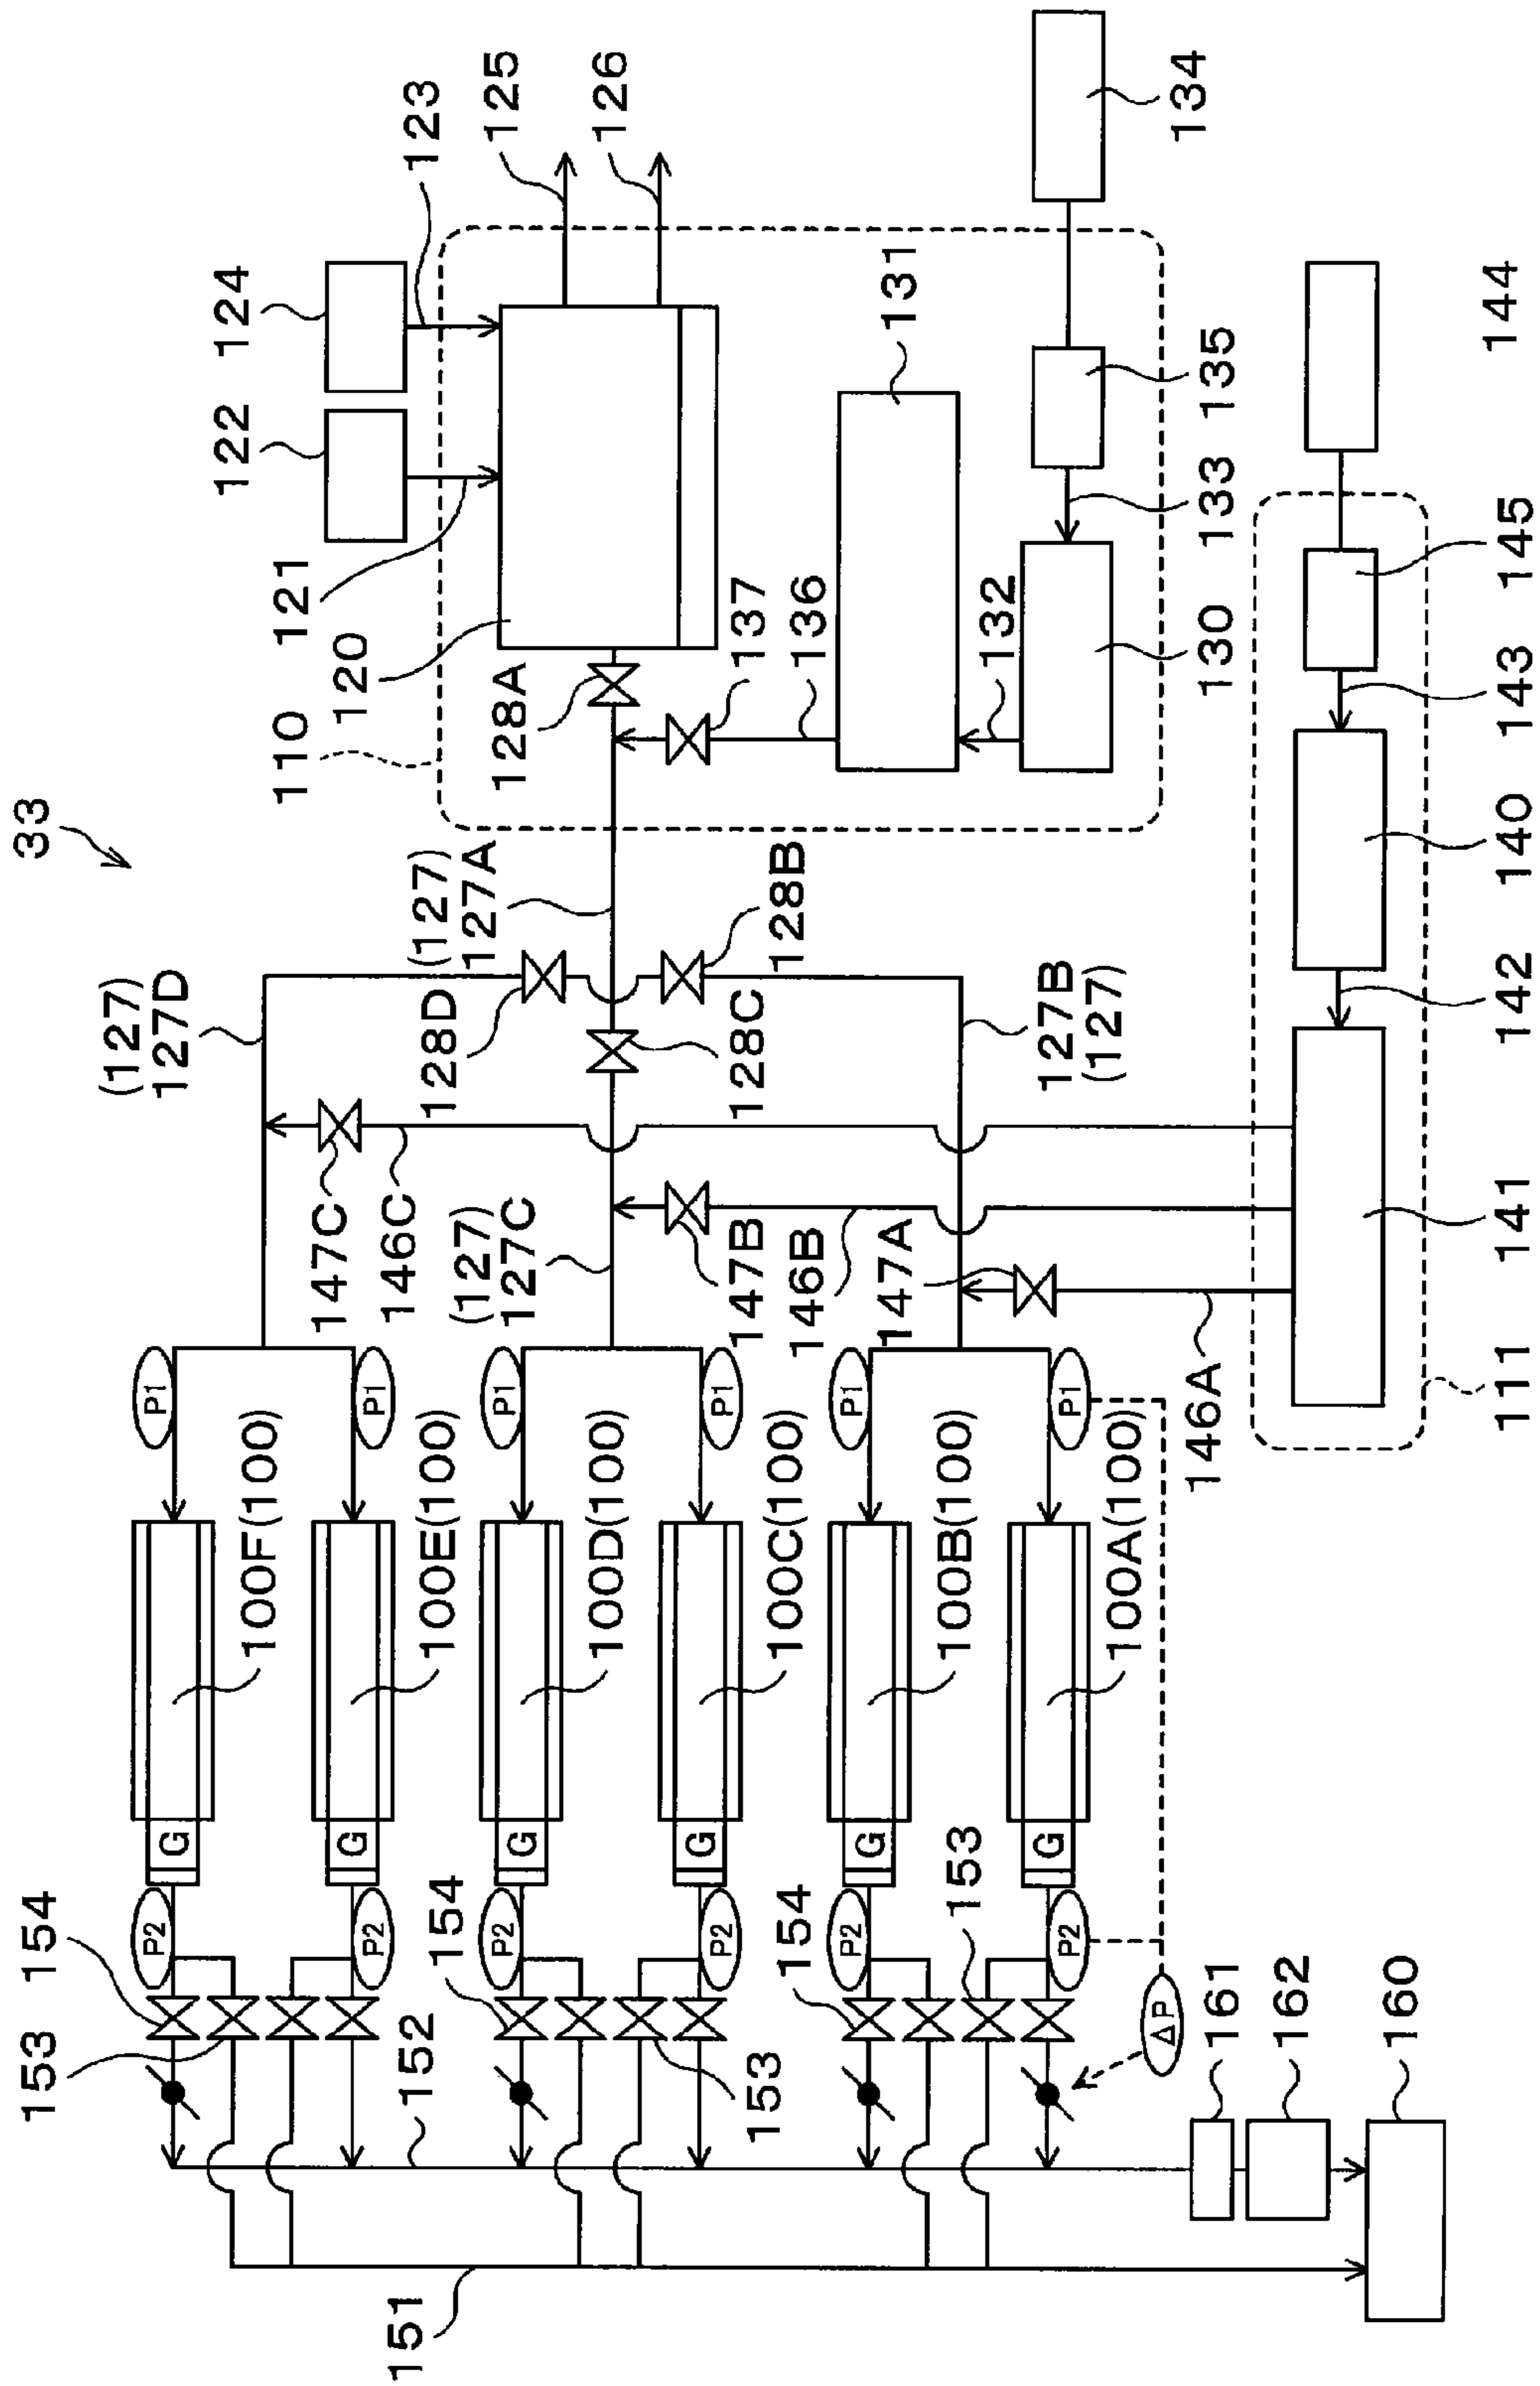 33
110
120
121
122
124
123
125
126
128A
137
136
131
132
130
133
135
134
(127)
127A
128B
128D
128C
(127)
127D
127B
(127)
147C
146C
(127)
127C
147B
146B
147A
146A
111
141
142
140
143
145
144
P1
P1
P1
P1
P1
P1
100F(100)
100E(100)
100D(100)
100C(100)
100B(100)
100A(100)
G
G
G
G
G
G
P2
P2
P2
P2
P2
P2
154
153
154
153
154
153
152
151
ΔP
161
162
160